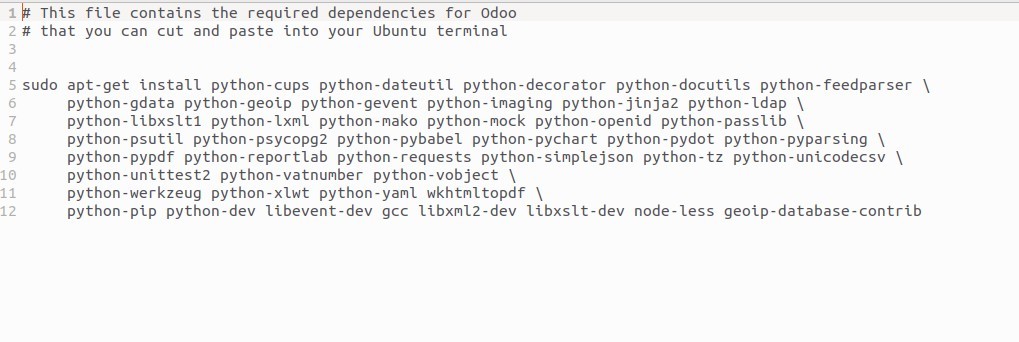 1 # This file contains the required dependencies for Odoo
2 # that you can cut and paste into your Ubuntu terminal
3
4
5 sudo apt-get install python-cups python-dateutil python-decorator python-docutils python-feedparser \
6 python-gdata python-geoip python-gevent python-imaging python-jinja2 python-ldap \
7 python-libxslt1 python-lxml python-mako python-mock python-openid python-passlib \
8 python-psutil python-psycopg2 python-pybabel python-pychart python-pydot python-pyparsing \
9 python-pypdf python-reportlab python-requests python-simplejson python-tz python-unicodecsv \
10 python-unittest2 python-vatnumber python-vobject \
11 python-werkzeug python-xlwt python-yaml wkhtmltopdf \
12 python-pip python-dev libevent-dev gcc libxml2-dev libxslt-dev node-less geoip-database-contrib